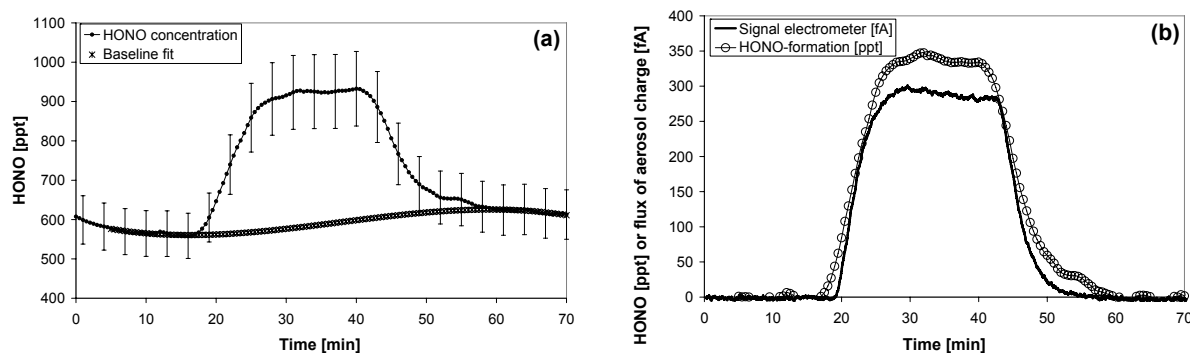 (a)
HONO concentration
Baseline fit
HONO [ppt]
1100
1000
900
800
700
600
500
400
0 10 20 30 40 50 60 70
Time [min]
(b)
Signal electrometer [fA]
HONO-formation [ppt]
HONO [ppt] or flux of aerosol charge [fA]
400
350
300
250
200
150
100
50
0
0 10 20 30 40 50 60 70
Time [min]